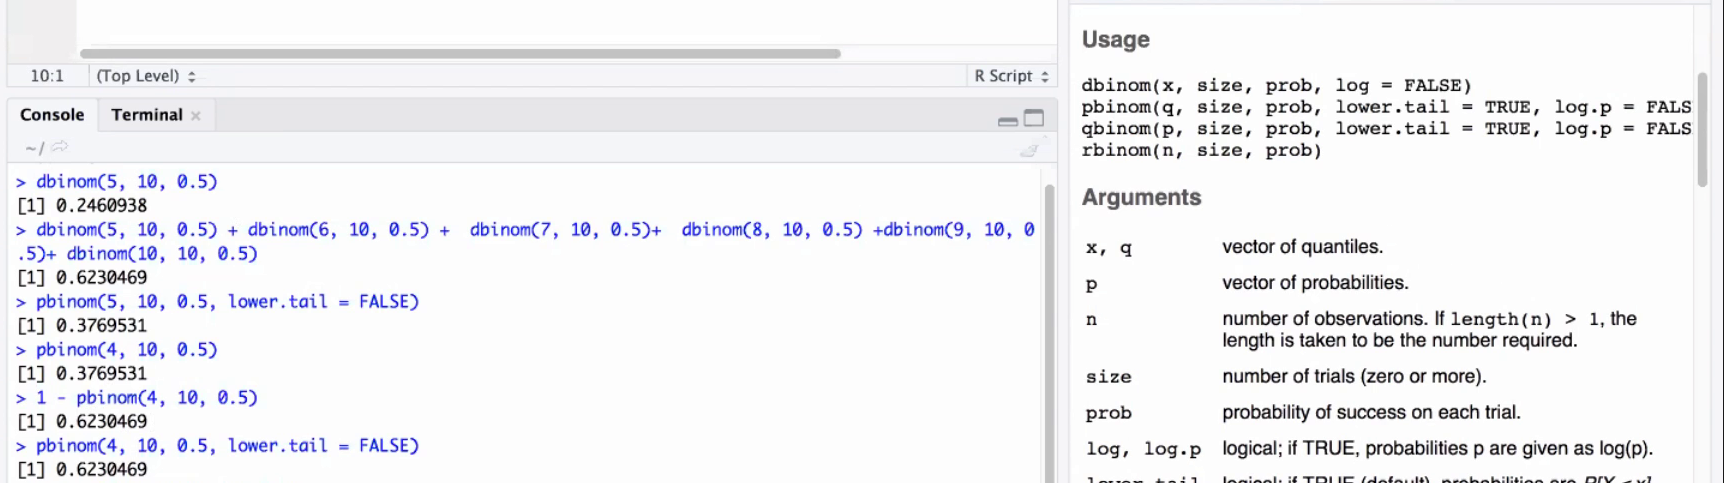 10:1 (Top Level) R Script
Console Terminal ×
~/
> dbinom(5, 10, 0.5)
[1] 0.2460938
> dbinom(5, 10, 0.5) + dbinom(6, 10, 0.5) +  dbinom(7, 10, 0.5)+  dbinom(8, 10, 0.5) +dbinom(9, 10, 0
.5)+ dbinom(10, 10, 0.5)
[1] 0.6230469
> pbinom(5, 10, 0.5, lower.tail = FALSE)
[1] 0.3769531
> pbinom(4, 10, 0.5)
[1] 0.3769531
> 1 - pbinom(4, 10, 0.5)
[1] 0.6230469
> pbinom(4, 10, 0.5, lower.tail = FALSE)
[1] 0.6230469
Usage
dbinom(x, size, prob, log = FALSE)
pbinom(q, size, prob, lower.tail = TRUE, log.p = FALS
qbinom(p, size, prob, lower.tail = TRUE, log.p = FALS
rbinom(n, size, prob)
Arguments
x, q vector of quantiles.
p vector of probabilities.
n number of observations. If length(n) > 1, the
length is taken to be the number required.
size number of trials (zero or more).
prob probability of success on each trial.
log, log.p logical; if TRUE, probabilities p are given as log(p).
lower.tail logical; if TRUE (default), probabilities are